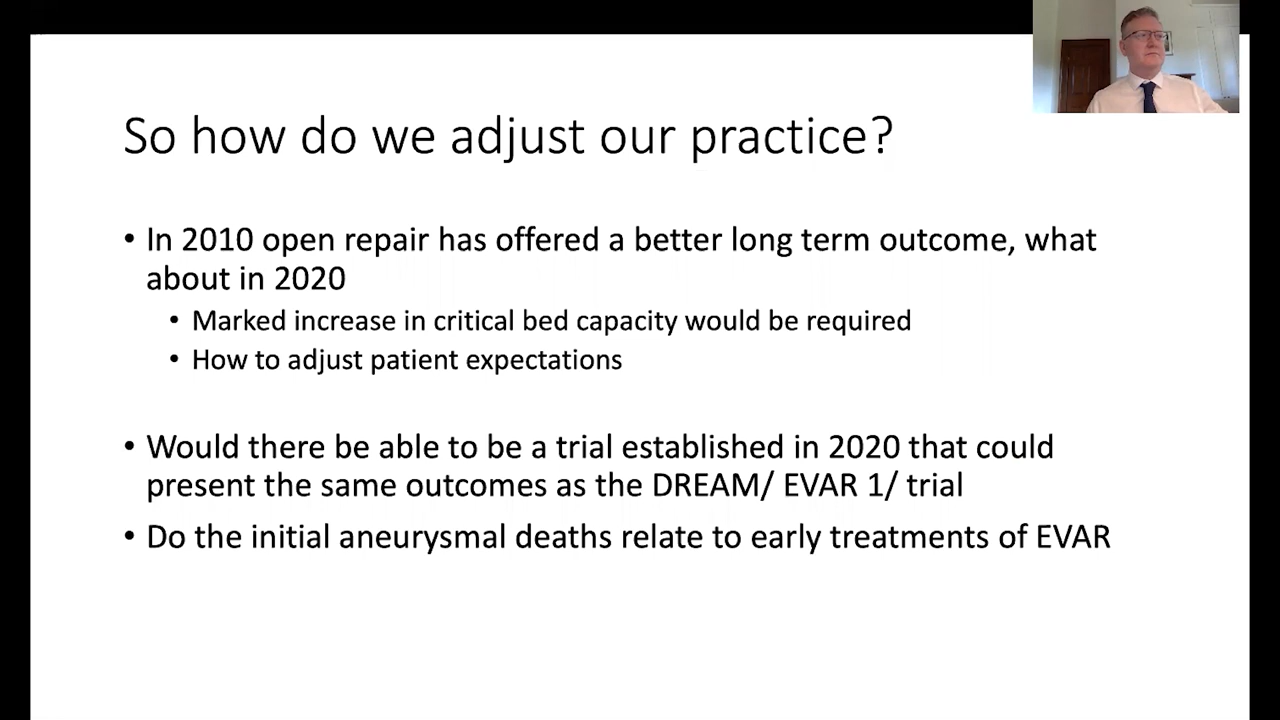 So how do we adjust our practice?
• In 2010 open repair has offered a better long term outcome, what
about in 2020
• Marked increase in critical bed capacity would be required
• How to adjust patient expectations
• Would there be able to be a trial established in 2020 that could
present the same outcomes as the DREAM/ EVAR 1/ trial
• Do the initial aneurysmal deaths relate to early treatments of EVAR